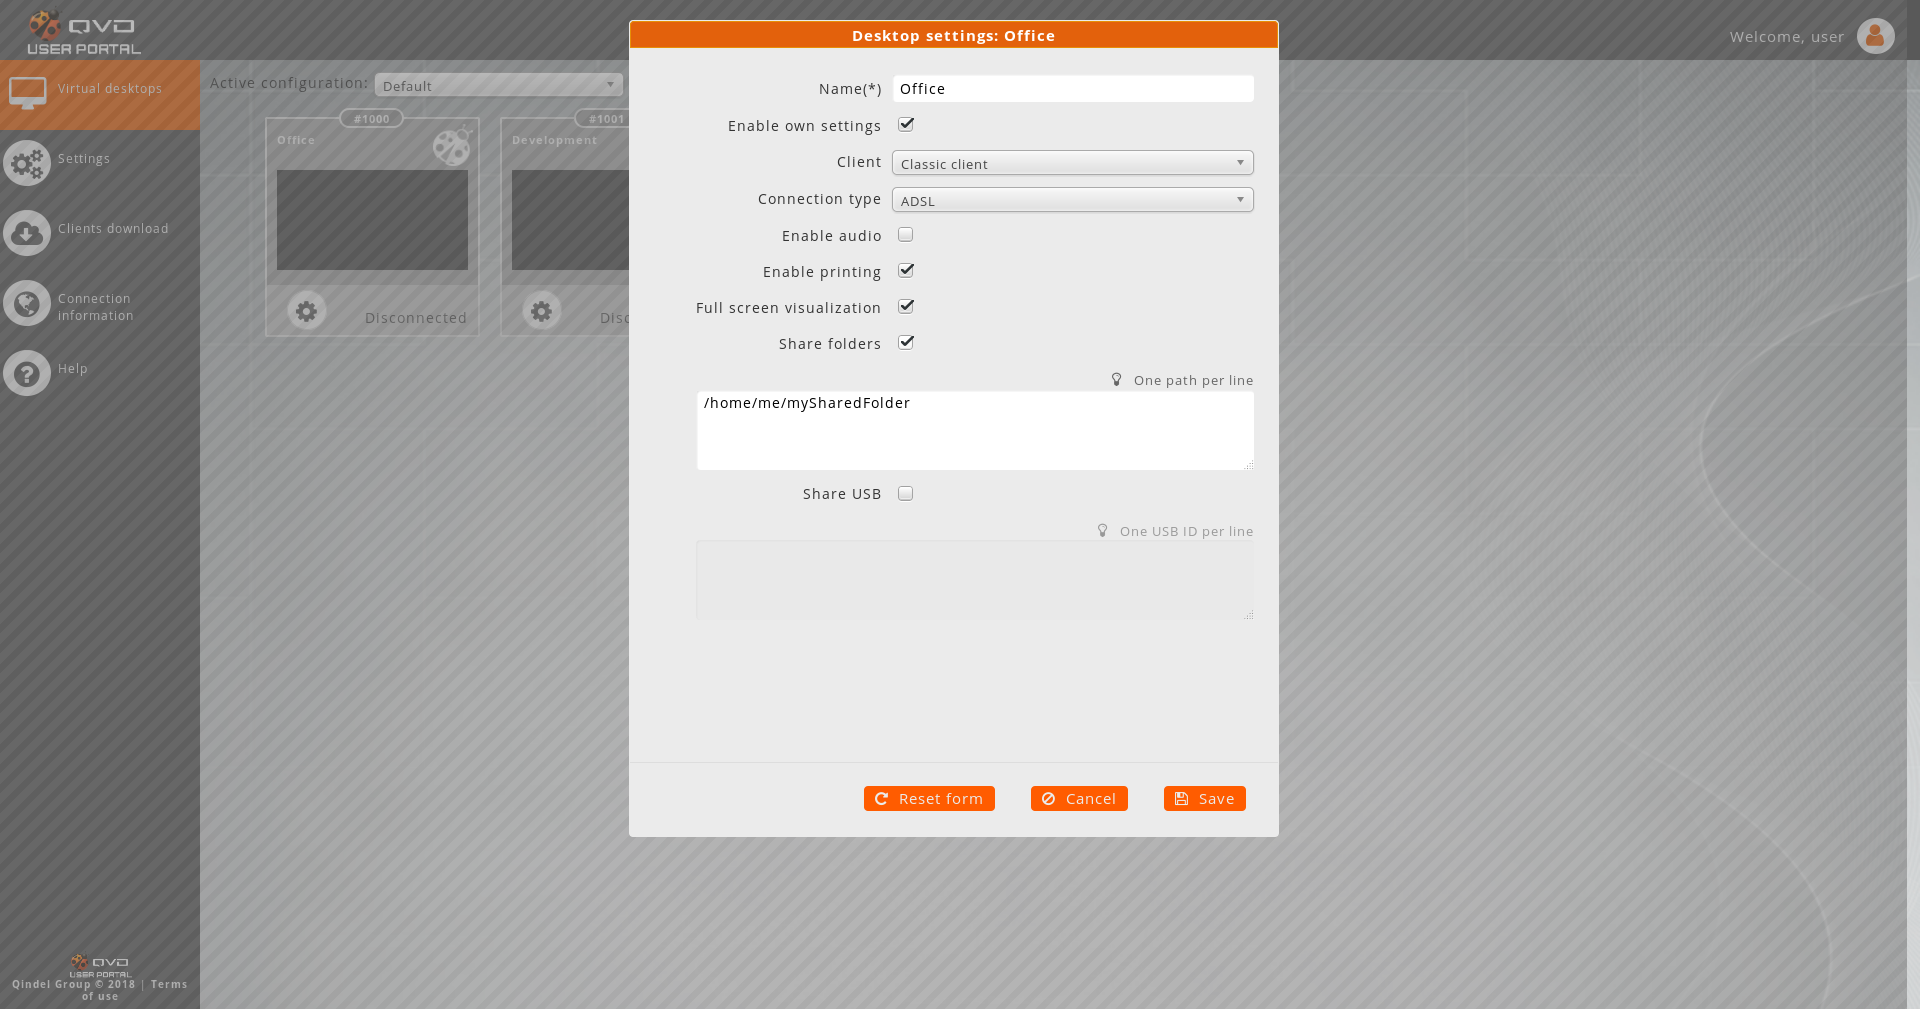 QVD
USER PORTAL
Welcome, user
Virtual desktops
Settings
Clients download
Connection
information
Help
QVD
USER PORTAL
Qindel Group © 2018 | Terms
of use
Active configuration:
Default
#1000
Office
Disconnected
#1001
Development
Disc
Desktop settings: Office
Name(*)
Office
Enable own settings
Client
Classic client
Connection type
ADSL
Enable audio
Enable printing
Full screen visualization
Share folders
One path per line
/home/me/mySharedFolder
Share USB
One USB ID per line
Reset form
Cancel
Save